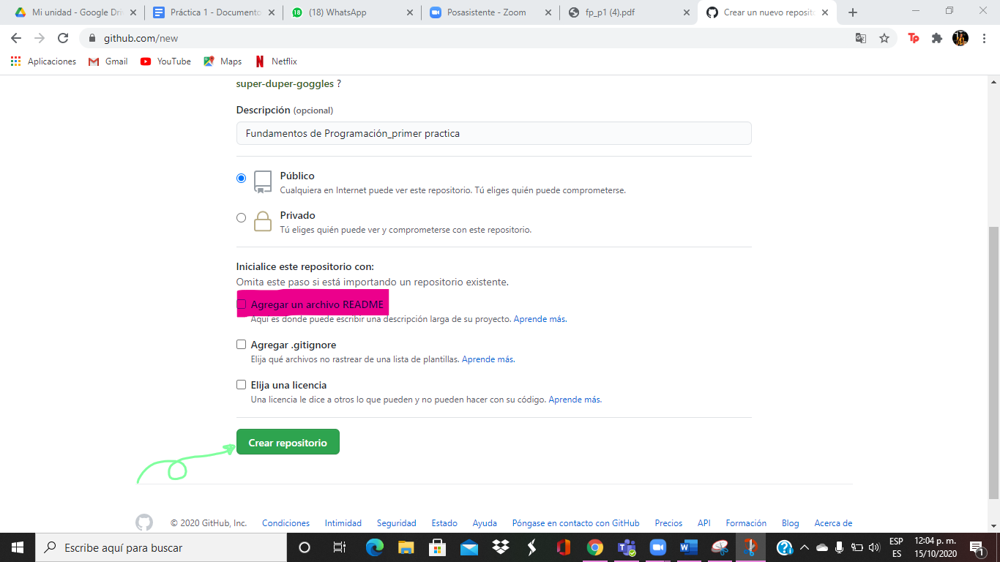 Mi unidad - Google Dri
Práctica 1 - Documento
(18) WhatsApp
Posasistente - Zoom
fp_p1 (4).pdf
Crear un nuevo reposito
github.com/new
Aplicaciones
Gmail
YouTube
Maps
Netflix
super-duper-goggles ?
Descripción (opcional)
Fundamentos de Programación_primer practica
Público
Cualquiera en Internet puede ver este repositorio. Tú eliges quién puede comprometerse.
Privado
Tú eliges quién puede ver y comprometerse con este repositorio.
Inicialice este repositorio con:
Omita este paso si está importando un repositorio existente.
Agregar un archivo README
Aquí es donde puede escribir una descripción larga de su proyecto. Aprende más.
Agregar .gitignore
Elija qué archivos no rastrear de una lista de plantillas. Aprende más.
Elija una licencia
Una licencia le dice a otros lo que pueden y no pueden hacer con su código. Aprende más.
Crear repositorio
© 2020 GitHub, Inc.
Condiciones
Intimidad
Seguridad
Estado
Ayuda
Póngase en contacto con GitHub
Precios
API
Formación
Blog
Acerca de
Escribe aquí para buscar
ESP
ES
12:04 p. m.
15/10/2020